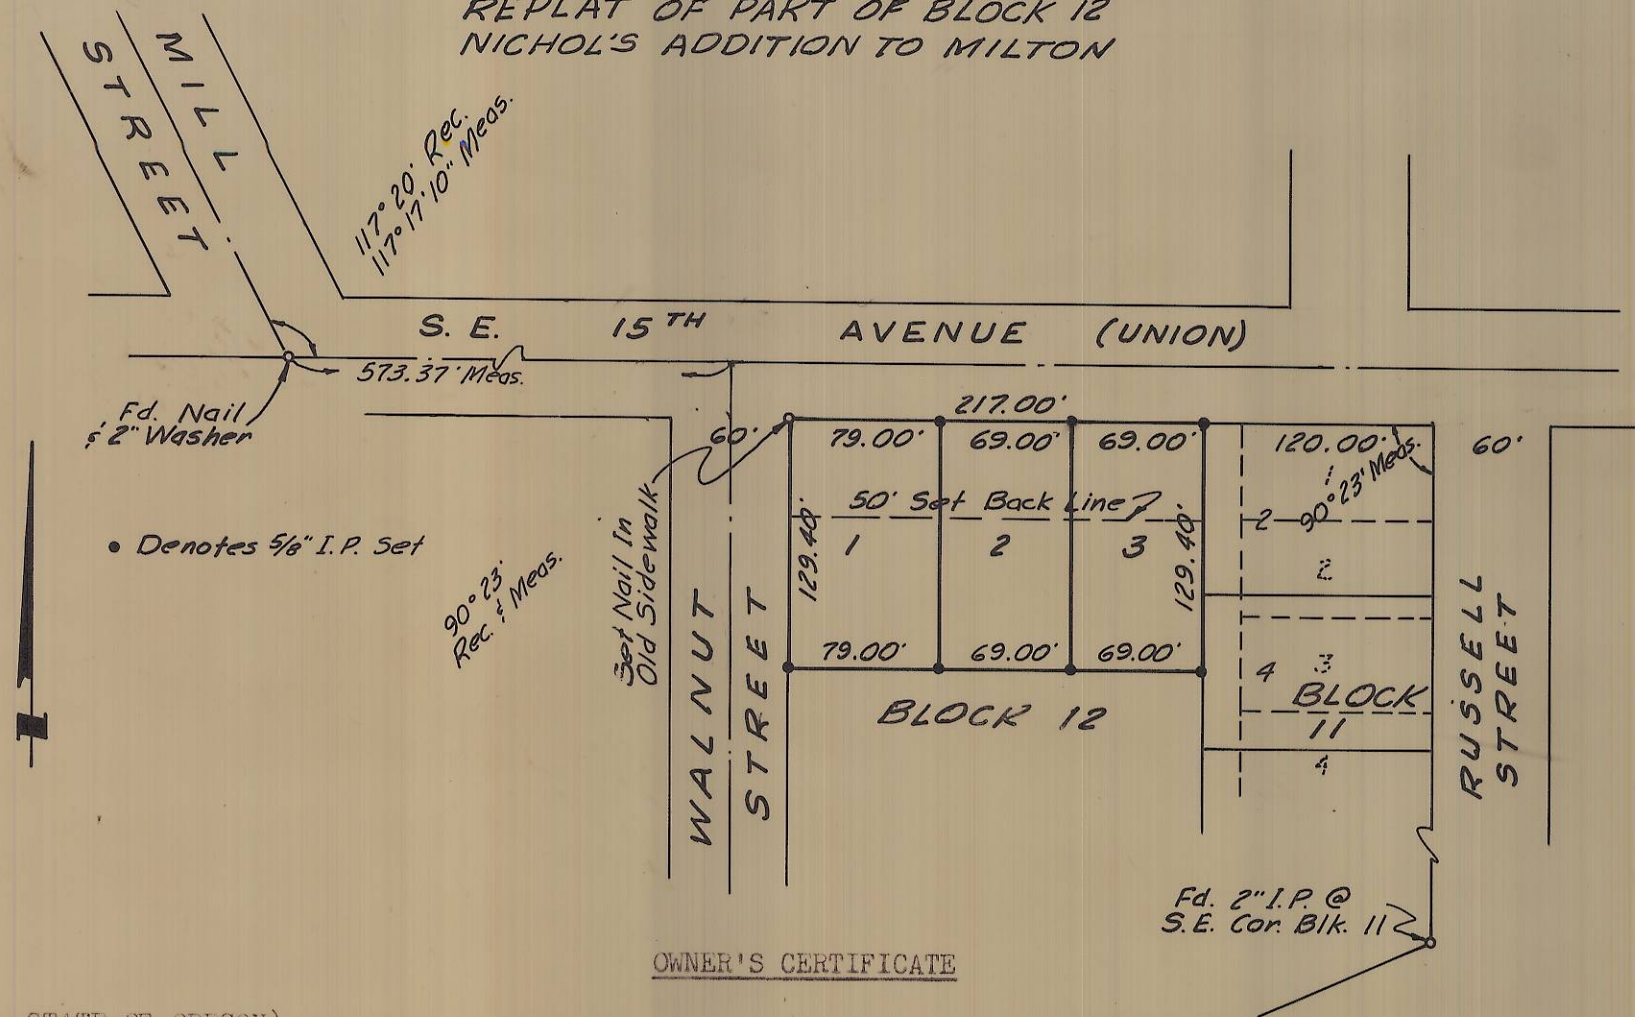 REPLAT OF PART OF BLOCK 12
NICHOL'S ADDITION TO MILTON
MILL
STREET
117° 20' Rec.
117° 17' 10" Meas.
S. E. 15TH AVENUE (UNION)
573.37' Meas.
Fd. Nail
& 2" Washer
217.00'
60'
79.00' 69.00' 69.00'
120.00'
60'
90° 23' Meas.
50' Set Back Line
1 2 3
129.40'
129.40'
• Denotes 5/8" I.P. Set
Set Nail In
Old Sidewalk
90° 23'
Rec. & Meas.
79.00' 69.00' 69.00'
WALNUT
STREET
BLOCK 12
1
2
2
3
4
BLOCK
11
4
RUSSELL
STREET
Fd. 2" I.P. @
S.E. Cor. Blk. 11
OWNER'S CERTIFICATE
STATE OF OREGON)